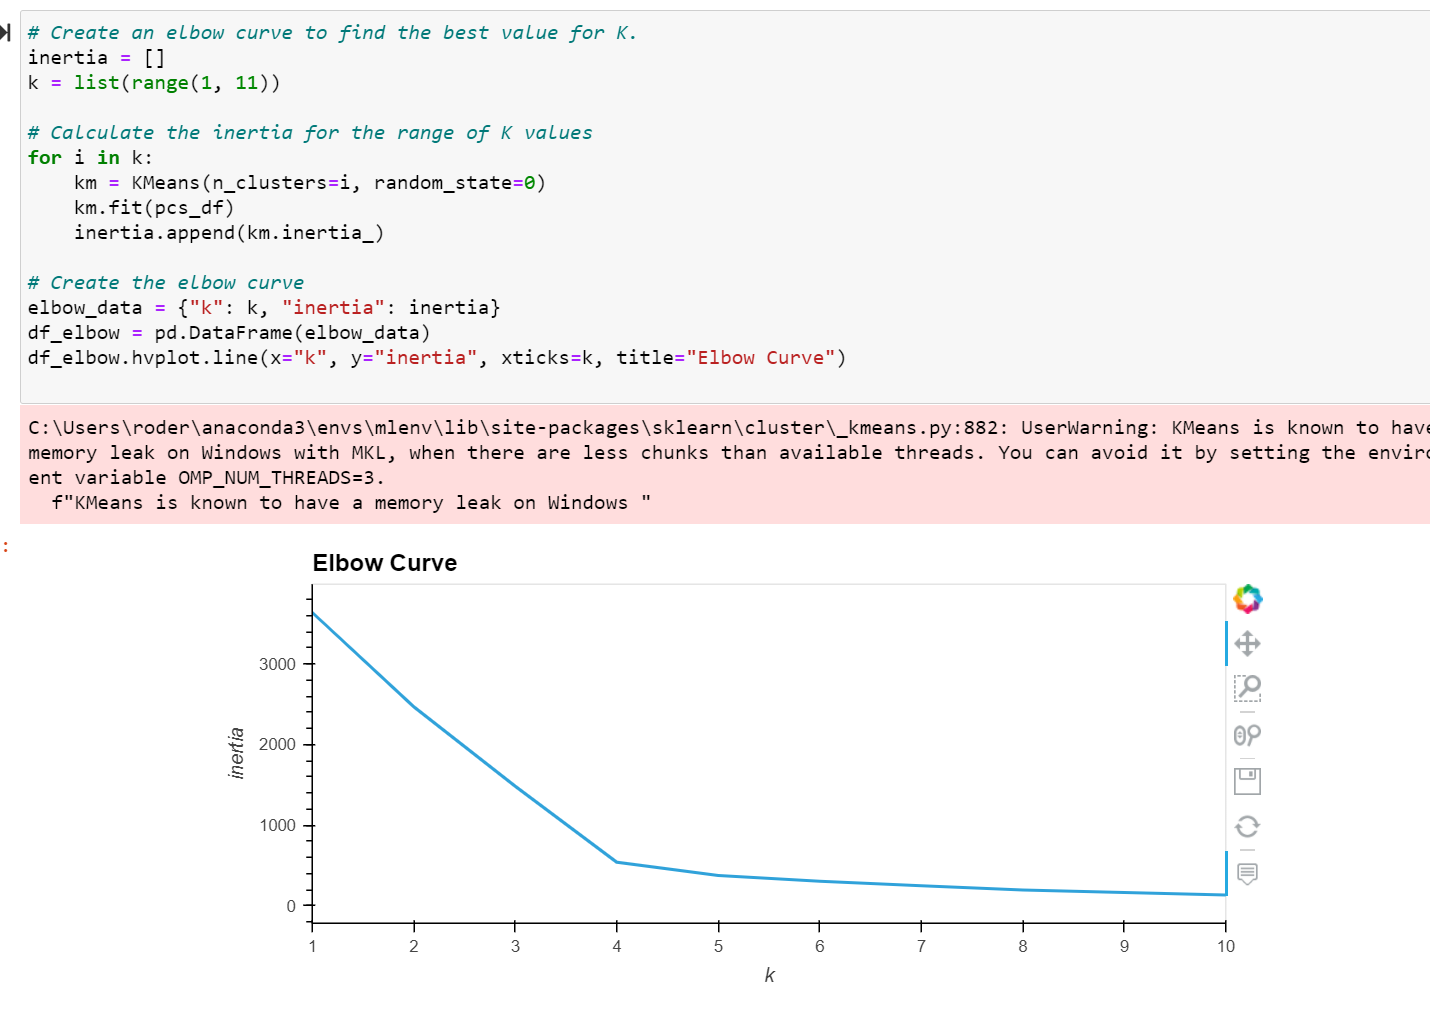 # Create an elbow curve to find the best value for K.
inertia = []
k = list(range(1, 11))
# Calculate the inertia for the range of K values
for i in k:
    km = KMeans(n_clusters=i, random_state=0)
    km.fit(pcs_df)
    inertia.append(km.inertia_)
# Create the elbow curve
elbow_data = {"k": k, "inertia": inertia}
df_elbow = pd.DataFrame(elbow_data)
df_elbow.hvplot.line(x="k", y="inertia", xticks=k, title="Elbow Curve")
C:\Users\roder\anaconda3\envs\mlenv\lib\site-packages\sklearn\cluster\_kmeans.py:882: UserWarning: KMeans is known to have
memory leak on Windows with MKL, when there are less chunks than available threads. You can avoid it by setting the enviro
ent variable OMP_NUM_THREADS=3.
  f"KMeans is known to have a memory leak on Windows "
:
Elbow Curve
3000
2000
1000
0
inertia
1 2 3 4 5 6 7 8 9 10
k